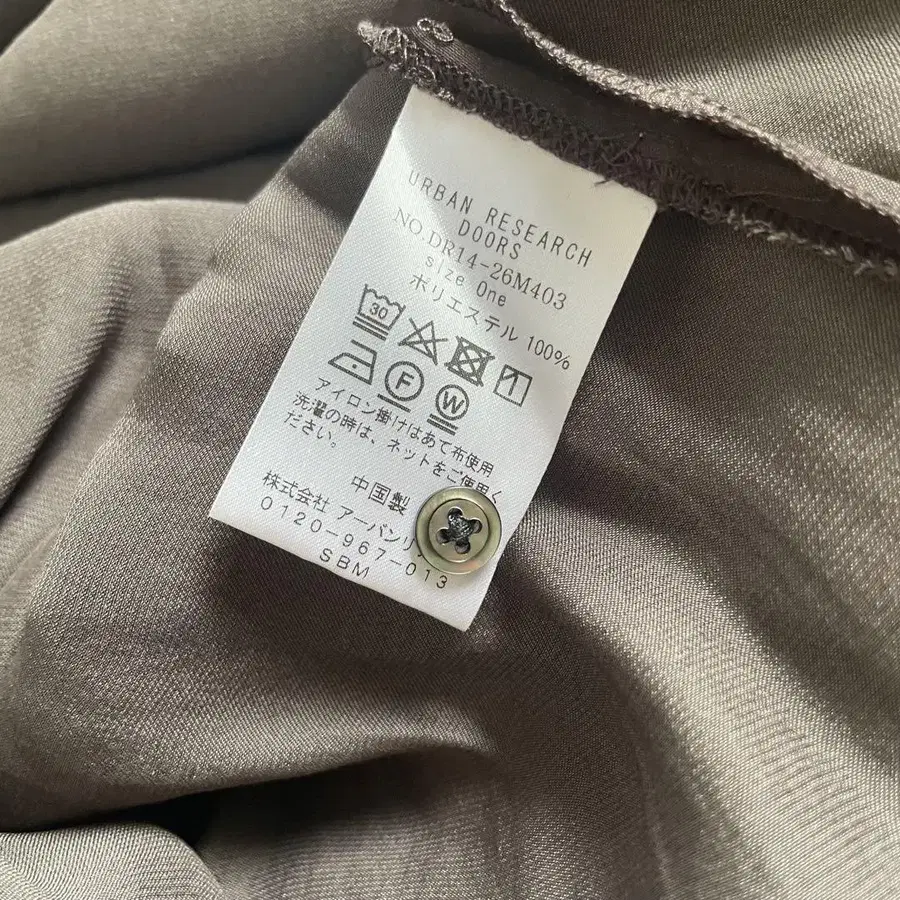 URBAN RESEARCH
DOORS
NO.DR14-26M403
size One
ポリエステル 100%
30
1
F
W
アイロン掛けはあて布使用
洗濯の時は、ネットをご使用く
ださい。
中国製
株式会社 アーバンリ
0120-967-013
SBM